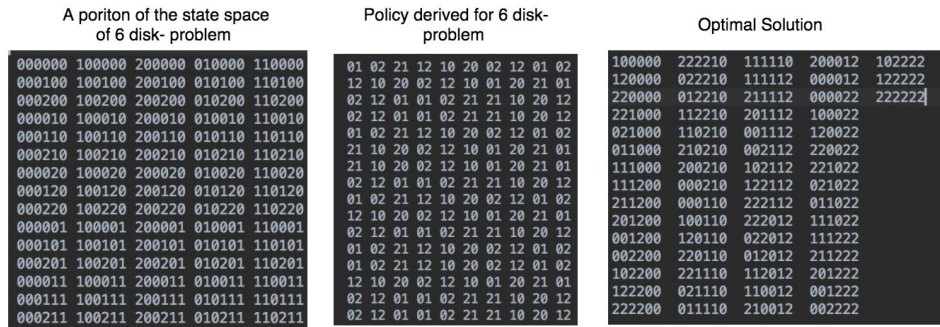 A poriton of the state space
of 6 disk- problem
000000 100000 200000 010000 110000
000100 100100 200100 010100 110100
000200 100200 200200 010200 110200
000010 100010 200010 010010 110010
000110 100110 200110 010110 110110
000210 100210 200210 010210 110210
000020 100020 200020 010020 110020
000120 100120 200120 010120 110120
000220 100220 200220 010220 110220
000001 100001 200001 010001 110001
000101 100101 200101 010101 110101
000201 100201 200201 010201 110201
000011 100011 200011 010011 110011
000111 100111 200111 010111 110111
000211 100211 200211 010211 110211
Policy derived for 6 disk-
problem
01 02 21 12 10 20 02 12 01 02
12 10 20 02 12 10 01 20 21 01
02 12 01 01 02 21 21 10 20 12
02 12 01 01 02 21 21 10 20 12
01 02 21 12 10 20 02 12 01 02
21 10 20 02 12 10 01 20 21 01
21 10 20 02 12 10 01 20 21 01
02 12 01 01 02 21 21 10 20 12
01 02 21 12 10 20 02 12 01 02
12 10 20 02 12 10 01 20 21 01
02 12 01 01 02 21 21 10 20 12
01 02 21 12 10 20 02 12 01 02
01 02 21 12 10 20 02 12 01 02
12 10 20 02 12 10 01 20 21 01
02 12 01 01 02 21 21 10 20 12
02 12 01 01 02 21 21 10 20 12
Optimal Solution
100000 222210 111110 200012 102222
120000 022210 111112 000012 122222
220000 012210 211112 000022 222222
221000 112210 201112 100022
021000 110210 001112 120022
011000 210210 002112 220022
111000 200210 102112 221022
111200 000210 122112 021022
211200 000110 222112 011022
201200 100110 222012 111022
001200 120110 022012 111222
002200 220110 012012 211222
102200 221110 112012 201222
122200 021110 110012 001222
222200 011110 210012 002222